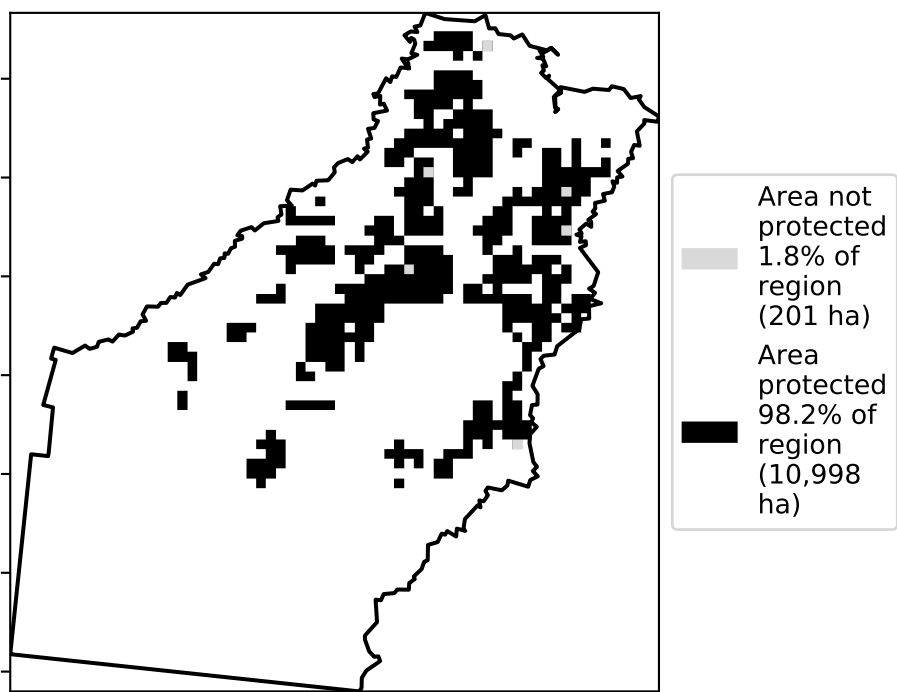 Area not
protected
1.8% of
region
(201 ha)
Area
protected
98.2% of
region
(10,998
ha)